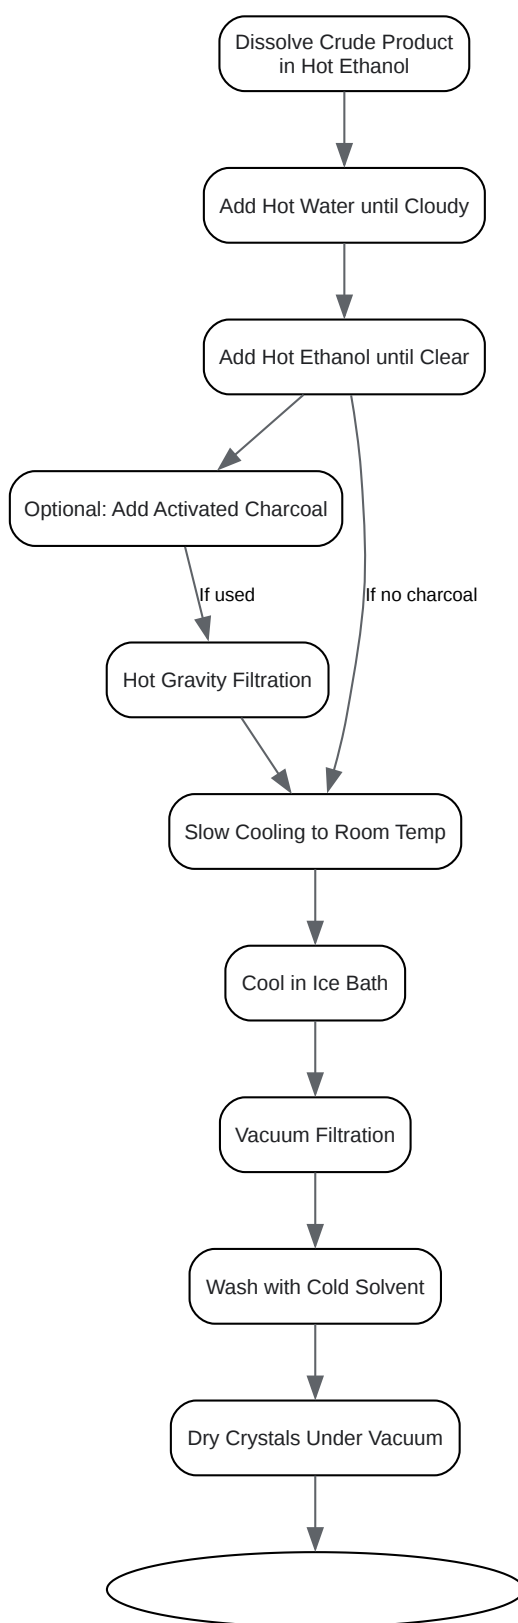 Dissolve Crude Product
in Hot Ethanol
Add Hot Water until Cloudy
Add Hot Ethanol until Clear
Optional: Add Activated Charcoal
If used
If no charcoal
Hot Gravity Filtration
Slow Cooling to Room Temp
Cool in Ice Bath
Vacuum Filtration
Wash with Cold Solvent
Dry Crystals Under Vacuum